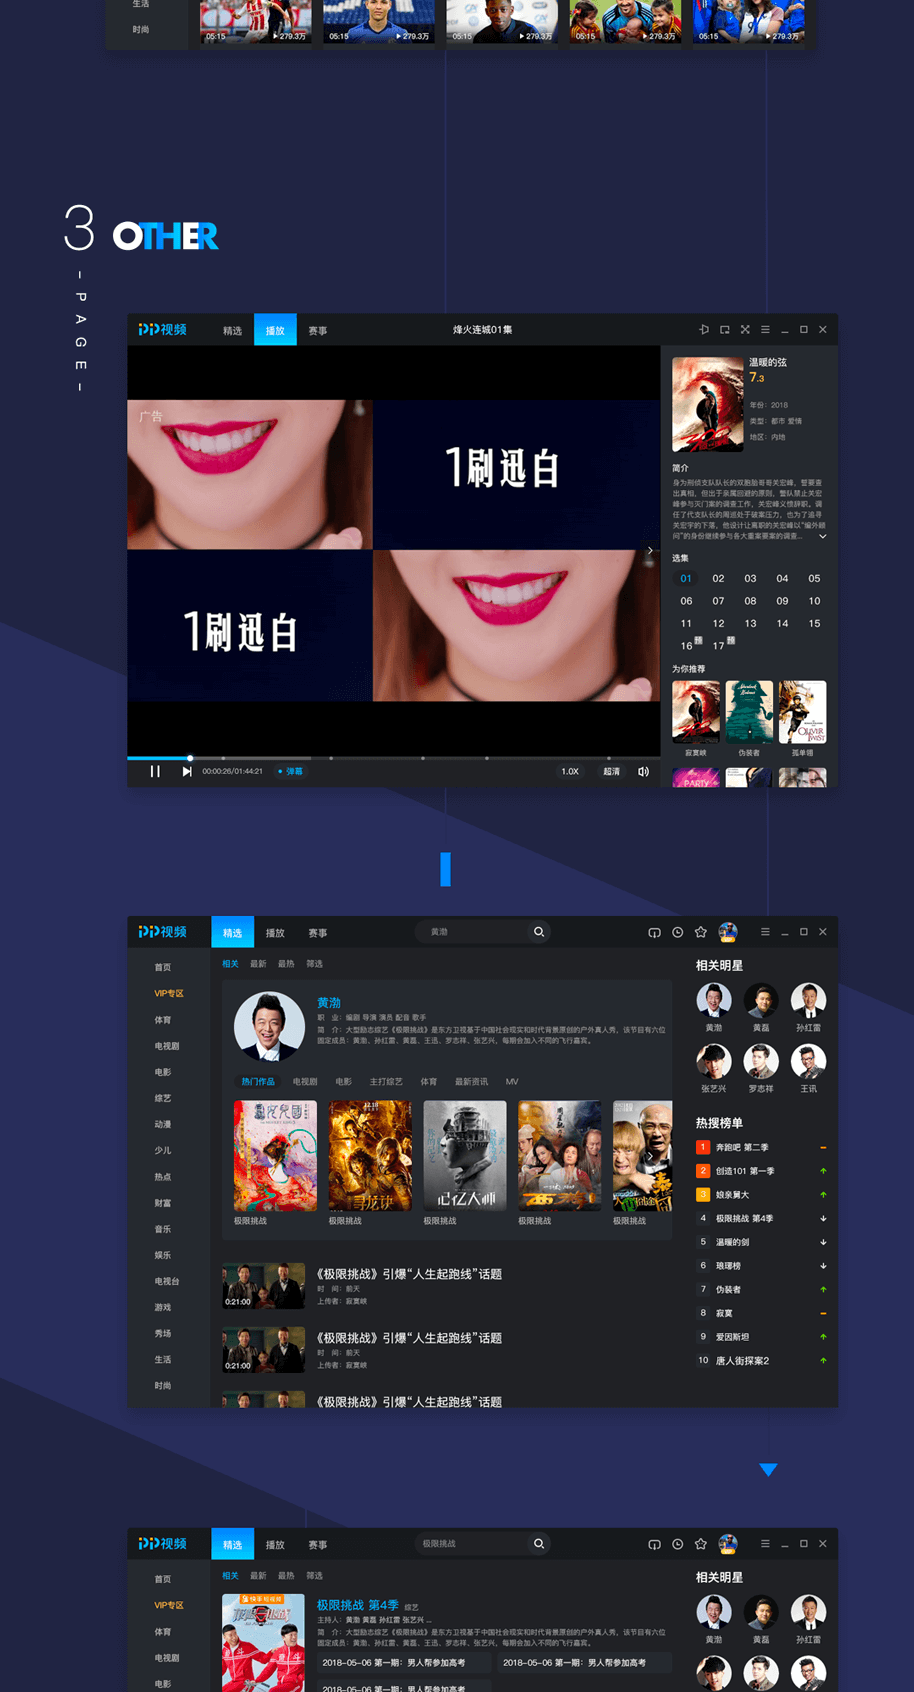 生活
时尚
05:15 279.3万 05:15 279.3万 05:15 279.3万 05:15 279.3万 05:15 279.3万
3 OTHER
-PAGE-
PP视频 精选 播放 赛事 烽火连城01集
广告
1刷迅白
1刷迅白
温暖的弦
7.3
年份：2018
类型：都市 爱情
地区：内地
简介
身为刑侦支队队长的双胞胎哥哥关宏峰，誓要查
出真相，但出于亲属回避的原则，警队禁止关宏
峰参与灭门案的调查工作，关宏峰义愤辞职。调
任了代支队长的周巡处于破案压力，也为了追寻
关宏宇的下落，他设计让离职的关宏峰以“编外顾
问”的身份继续参与各大重案要案的调查...
选集
01 02 03 04 05
06 07 08 09 10
11 12 13 14 15
16 17
为你推荐
OLIVER TWIST
寂寞峡 伪装者 孤单翎
PARTY
00:00:26/01:44:21 弹幕 1.0X 超清
PP视频 精选 播放 赛事 黄渤
首页
VIP专区
体育
电视剧
电影
综艺
动漫
少儿
热点
财富
音乐
娱乐
电视台
游戏
秀场
生活
时尚
相关 最新 最热 筛选
黄渤
职 业：编剧 导演 演员 配音 歌手
简 介：大型励志综艺《极限挑战》是东方卫视基于中国社会现实和时代背景原创的户外真人秀，该节目有六位
固定成员：黄渤、孙红雷、黄磊、王迅、罗志祥、张艺兴，每期会加入不同的飞行嘉宾。
热门作品 电视剧 电影 主打综艺 体育 最新资讯 MV
寻龙诀 记忆大师
极限挑战 极限挑战 极限挑战 极限挑战 极限挑战
0:21:00
《极限挑战》引爆“人生起跑线”话题
时 间：前天
上传者：寂寞峡
0:21:00
《极限挑战》引爆“人生起跑线”话题
时 间：前天
上传者：寂寞峡
《极限挑战》引爆“人生起跑线”话题
相关明星
黄渤 黄磊 孙红雷
张艺兴 罗志祥 王讯
热搜榜单
1 奔跑吧 第二季
2 创造101 第一季
3 娘亲舅大
4 极限挑战 第4季
5 温暖的剑
6 琅琊榜
7 伪装者
8 寂寞
9 爱因斯坦
10 唐人街探案2
PP视频 精选 播放 赛事 极限挑战
首页
VIP专区
体育
电视剧
电影
相关 最新 最热 筛选
极限挑战 第4季 综艺
主持人：黄渤 黄磊 孙红雷 张艺兴 ...
简 介：大型励志综艺《极限挑战》是东方卫视基于中国社会现实和时代背景原创的户外真人秀，该节目有六位
固定成员：黄渤、孙红雷、黄磊、王迅、罗志祥、张艺兴，每期会加入不同的飞行嘉宾。
2018-05-06 第一期：男人帮参加高考 2018-05-06 第一期：男人帮参加高考
相关明星
黄渤 黄磊 孙红雷